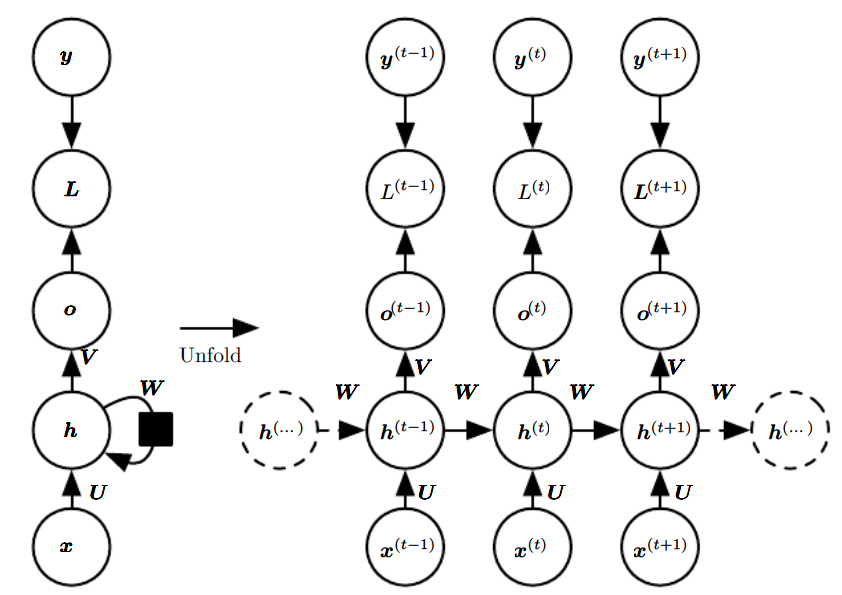 y y(t−1) y(t) y(t+1)
L L(t−1) L(t) L(t+1)
o o(t−1) o(t) o(t+1)
Unfold
V V V V
W W W W W
h h(...) h(t−1) h(t) h(t+1) h(...)
U U U U
x x(t−1) x(t) x(t+1)